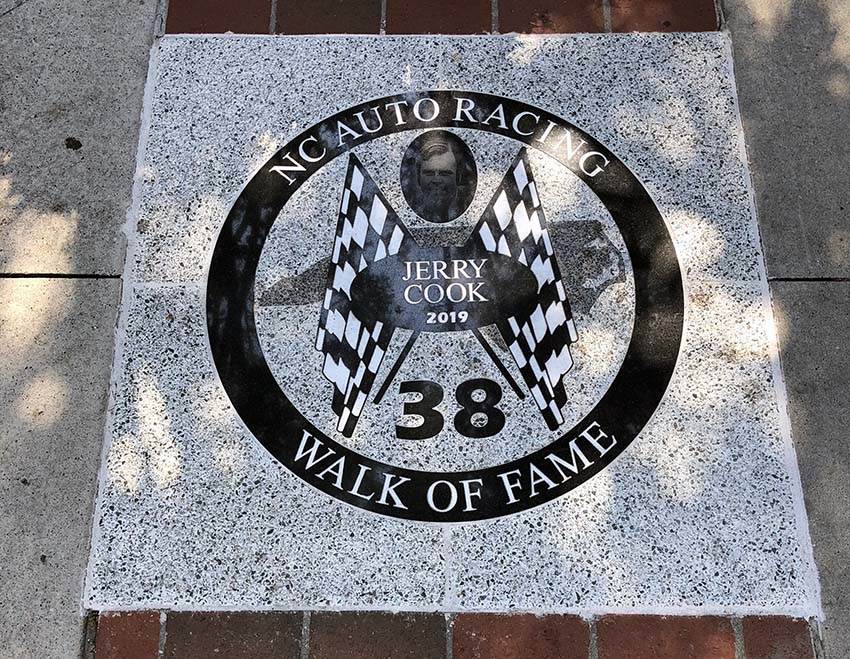 NC AUTO RACING
JERRY
COOK
2019
38
WALK OF FAME